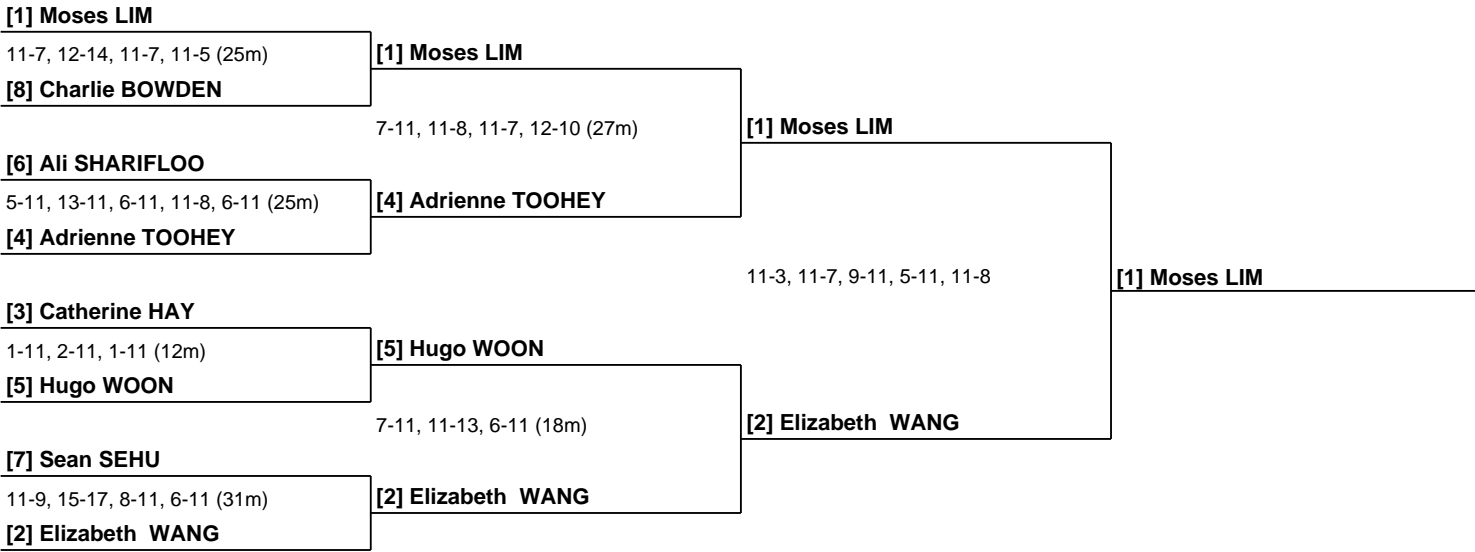 [1] Moses LIM
11-7, 12-14, 11-7, 11-5 (25m)
[8] Charlie BOWDEN
[1] Moses LIM
7-11, 11-8, 11-7, 12-10 (27m)
[6] Ali SHARIFLOO
5-11, 13-11, 6-11, 11-8, 6-11 (25m)
[4] Adrienne TOOHEY
[4] Adrienne TOOHEY
[1] Moses LIM
11-3, 11-7, 9-11, 5-11, 11-8
[1] Moses LIM
[3] Catherine HAY
1-11, 2-11, 1-11 (12m)
[5] Hugo WOON
[5] Hugo WOON
7-11, 11-13, 6-11 (18m)
[2] Elizabeth  WANG
[7] Sean SEHU
11-9, 15-17, 8-11, 6-11 (31m)
[2] Elizabeth  WANG
[2] Elizabeth  WANG